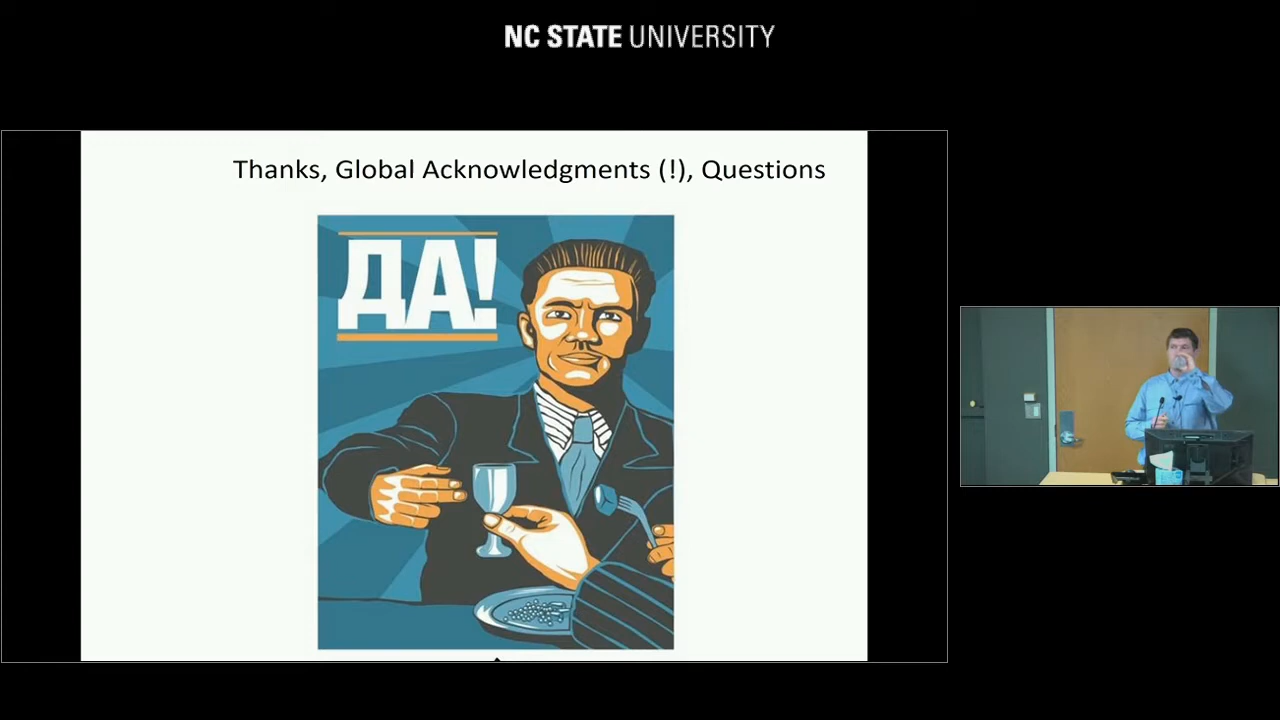 NC STATE UNIVERSITY
Thanks, Global Acknowledgments (!), Questions
ДА!